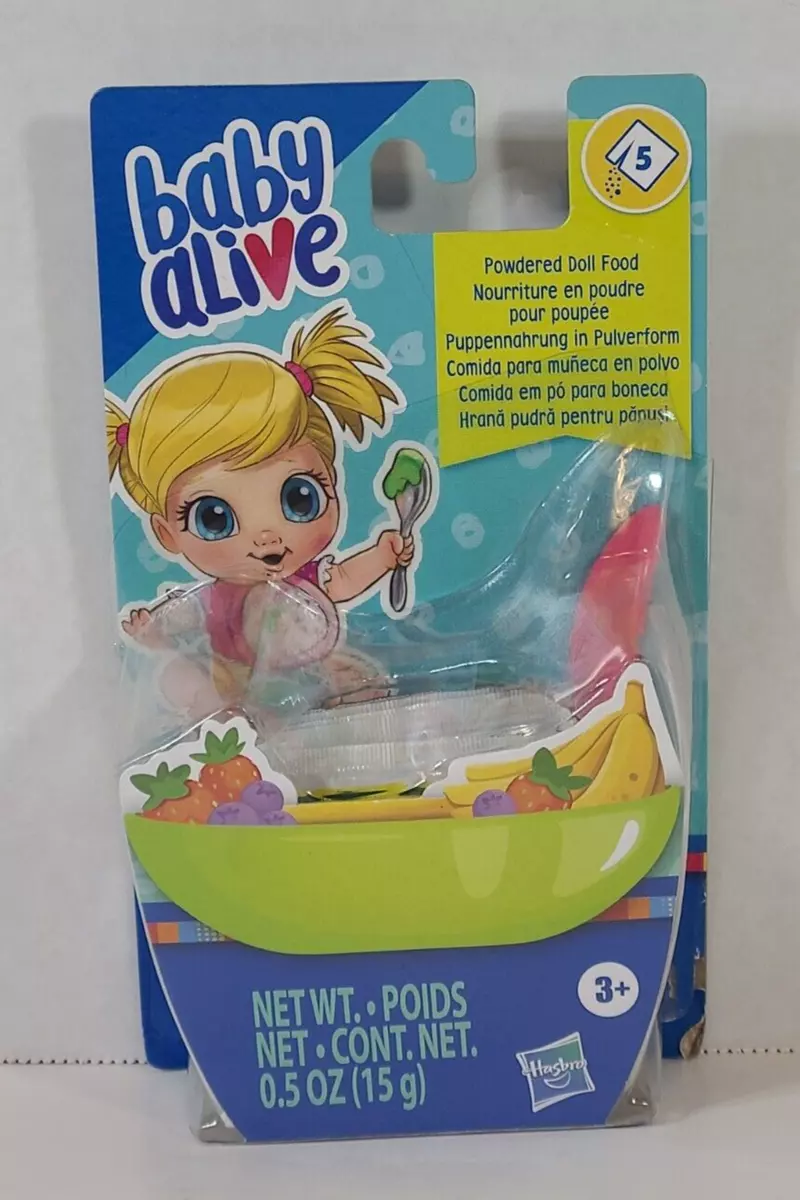 baby
aLive
5
Powdered Doll Food
Nourriture en poudre
pour poupée
Puppennahrung in Pulverform
Comida para muñeca en polvo
Comida em pó para boneca
Hrană pudră pentru păpuși
NET WT. • POIDS
NET • CONT. NET.
0.5 OZ (15 g)
3+
Hasbro